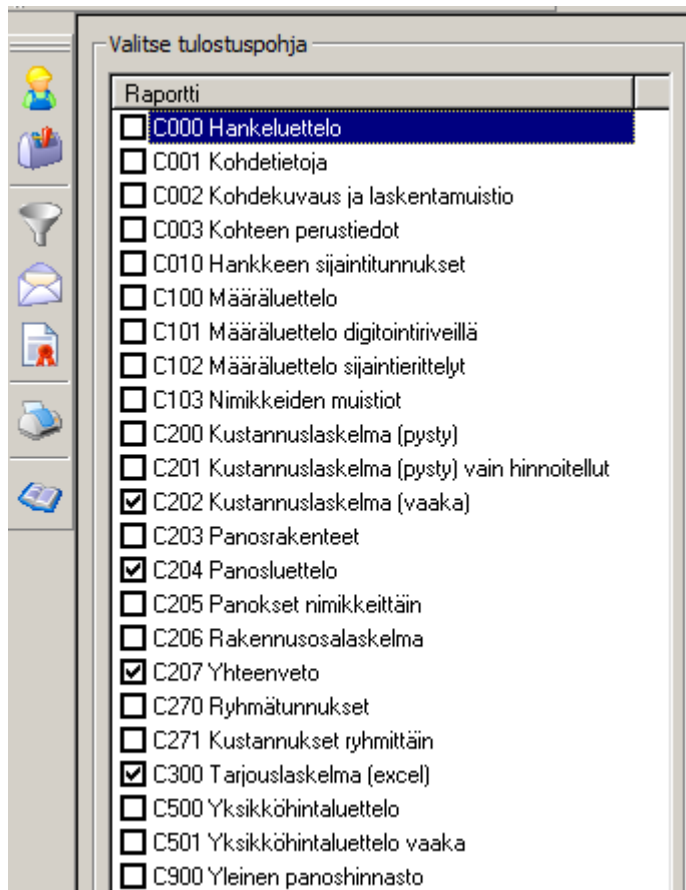 Valitse tulostuspohja
Raportti
C000 Hankeluettelo
C001 Kohdetietoja
C002 Kohdekuvaus ja laskentamuistio
C003 Kohteen perustiedot
C010 Hankkeen sijaintitunnukset
C100 Määräluettelo
C101 Määräluettelo digitointiriveillä
C102 Määräluettelo sijaintierittelyt
C103 Nimikkeiden muistiot
C200 Kustannuslaskelma (pysty)
C201 Kustannuslaskelma (pysty) vain hinnoitellut
C202 Kustannuslaskelma (vaaka)
C203 Panosrakenteet
C204 Panosluettelo
C205 Panokset nimikkeittäin
C206 Rakennusosalaskelma
C207 Yhteenveto
C270 Ryhmätunnukset
C271 Kustannukset ryhmittäin
C300 Tarjouslaskelma (excel)
C500 Yksikköhintaluettelo
C501 Yksikköhintaluettelo vaaka
C900 Yleinen panoshinnasto